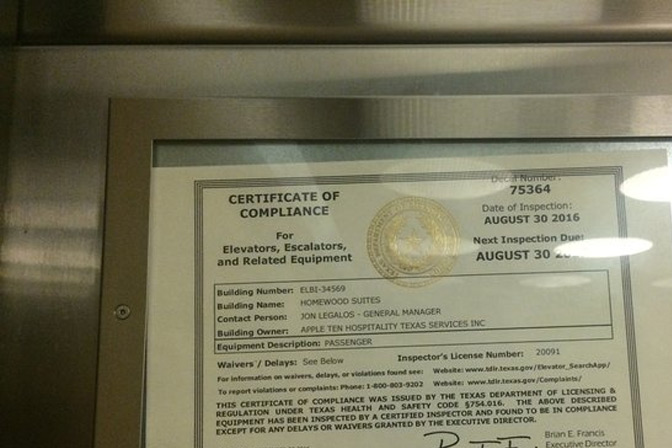 CERTIFICATE OF
COMPLIANCE
For
Elevators, Escalators,
and Related Equipment
Decal Number:
75364
Date of Inspection:
AUGUST 30 2016
Next Inspection Due:
AUGUST 30
Building Number: ELBI-34569
Building Name: HOMEWOOD SUITES
Contact Person: JON LEGALOS - GENERAL MANAGER
Building Owner: APPLE TEN HOSPITALITY TEXAS SERVICES INC
Equipment Description: PASSENGER
Waivers / Delays: See Below Inspector's License Number: 20091
For information on waivers, delays, or violations found see: Website: www.tdlr.texas.gov/Elevator_SearchApp/
To report violations or complaints: Phone: 1-800-803-9202 Website: www.tdlr.texas.gov/Complaints/
THIS CERTIFICATE OF COMPLIANCE WAS ISSUED BY THE TEXAS DEPARTMENT OF LICENSING &
REGULATION UNDER TEXAS HEALTH AND SAFETY CODE §754.016. THE ABOVE DESCRIBED
EQUIPMENT HAS BEEN INSPECTED BY A CERTIFIED INSPECTOR AND FOUND TO BE IN COMPLIANCE
EXCEPT FOR ANY DELAYS OR WAIVERS GRANTED BY THE EXECUTIVE DIRECTOR.
Brian E. Francis
Executive Director